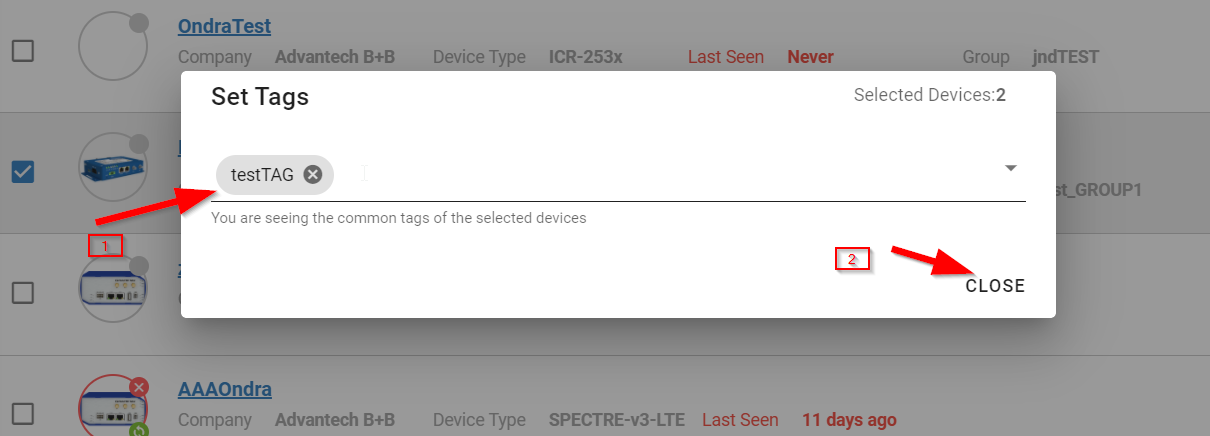 OndraTest
Company Advantech B+B Device Type ICR-253x Last Seen Never Group jndTEST
Set Tags
Selected Devices:2
testTAG
st_GROUP1
You are seeing the common tags of the selected devices
1
2
CLOSE
AAAOndra
Company Advantech B+B Device Type SPECTRE-v3-LTE Last Seen 11 days ago